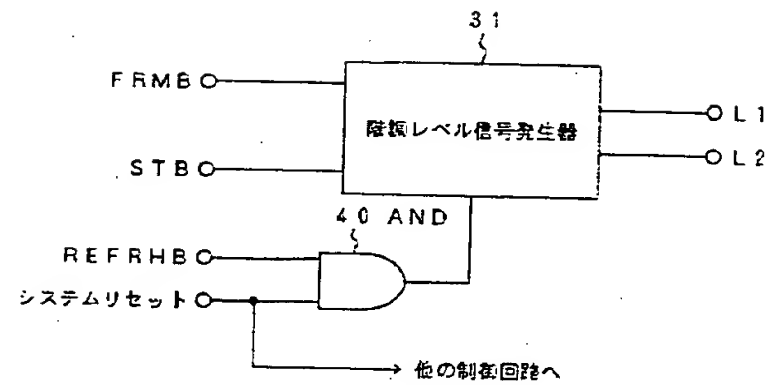 31
FRMB
階調レベル信号発生器
L1
STB
L2
40 AND
REFRHB
システムリセット
他の制御回路へ